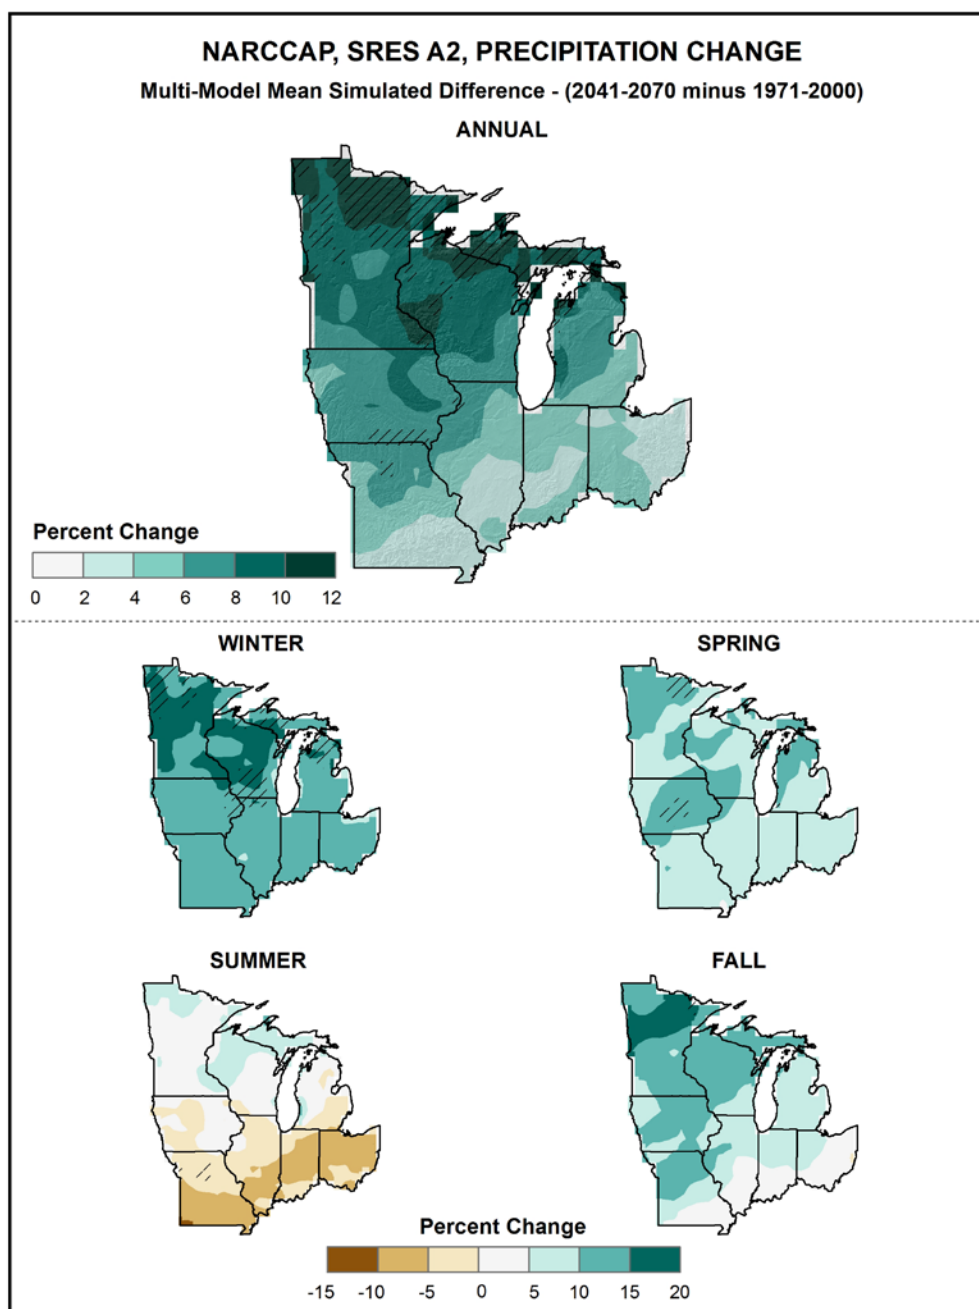 NARCCAP, SRES A2, PRECIPITATION CHANGE
Multi-Model Mean Simulated Difference - (2041-2070 minus 1971-2000)
ANNUAL
Percent Change
0 2 4 6 8 10 12
WINTER
SPRING
SUMMER
FALL
Percent Change
-15 -10 -5 0 5 10 15 20